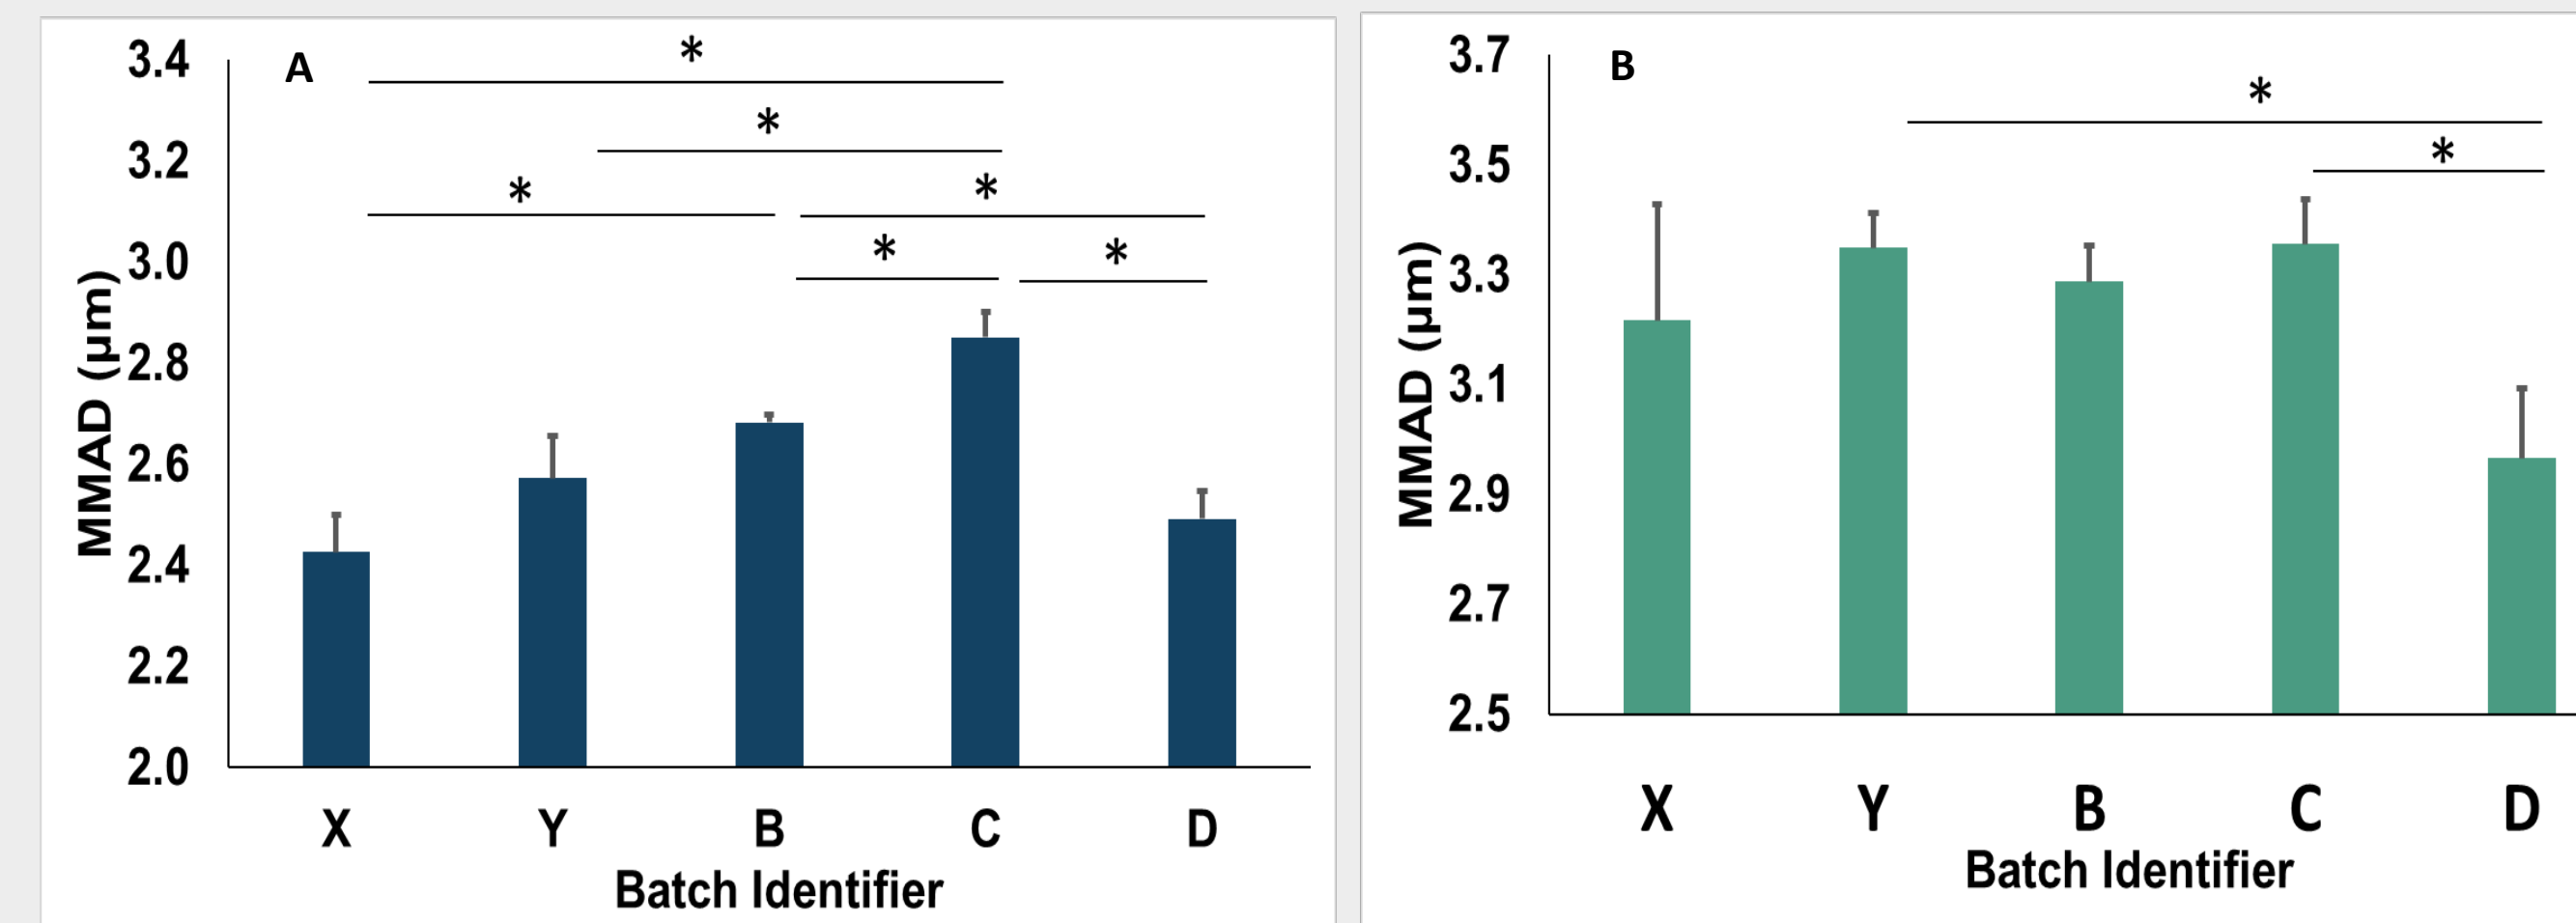 A
*
*
*
*
*
*
3.4
3.2
3.0
2.8
2.6
2.4
2.2
2.0
MMAD (µm)
X Y B C D
Batch Identifier
B
*
*
3.7
3.5
3.3
3.1
2.9
2.7
2.5
MMAD (µm)
X Y B C D
Batch Identifier